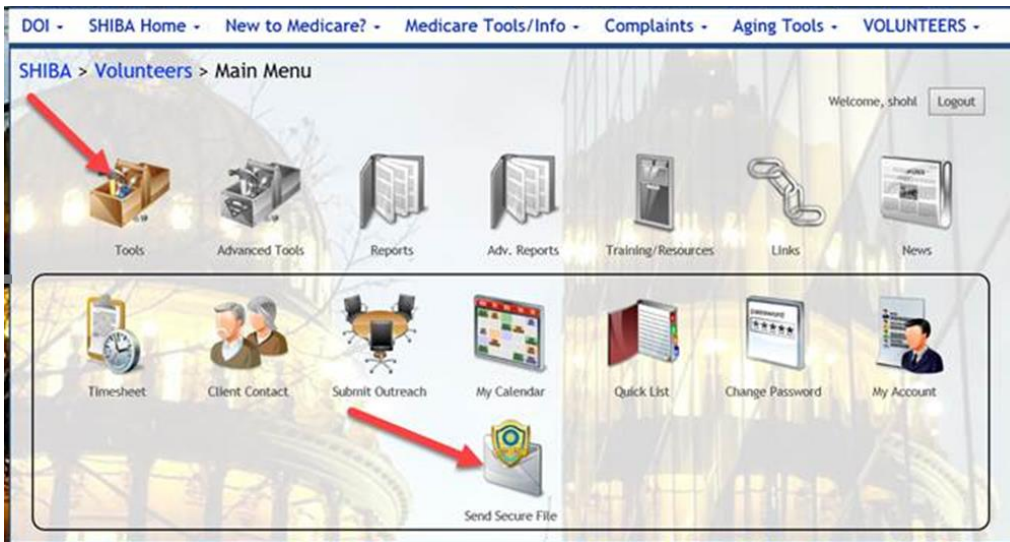 DOI - SHIBA Home - New to Medicare? - Medicare Tools/Info - Complaints - Aging Tools - VOLUNTEERS -
SHIBA > Volunteers > Main Menu
Welcome, shohl Logout
Tools Advanced Tools Reports Adv. Reports Training/Resources Links News
password
*****
Timesheet Client Contact Submit Outreach My Calendar Quick List Change Password My Account
Send Secure File